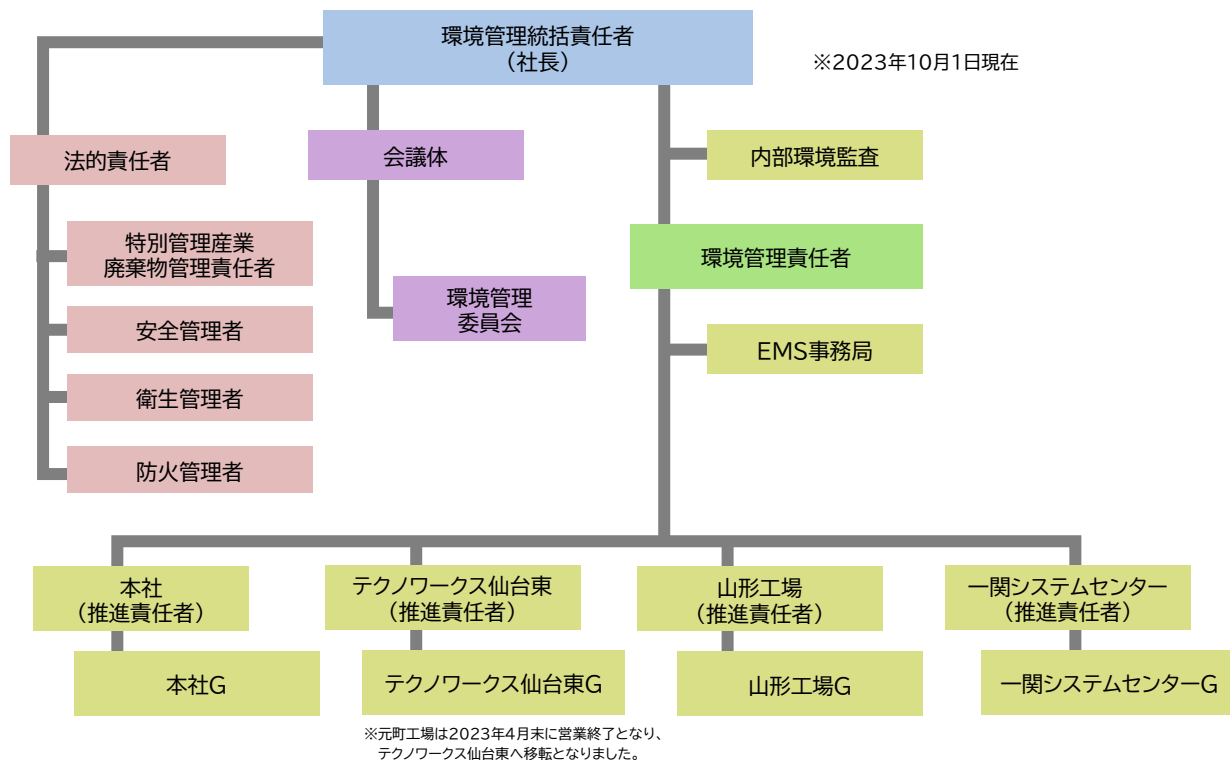 環境管理統括責任者
（社長）
※2023年10月1日現在
法的責任者
会議体
内部環境監査
特別管理産業
廃棄物管理責任者
環境管理責任者
環境管理
委員会
安全管理者
EMS事務局
衛生管理者
防火管理者
本社
（推進責任者）
テクノワークス仙台東
（推進責任者）
山形工場
（推進責任者）
一関システムセンター
（推進責任者）
本社G
テクノワークス仙台東G
山形工場G
一関システムセンターG
※元町工場は2023年4月末に営業終了となり、
テクノワークス仙台東へ移転となりました。